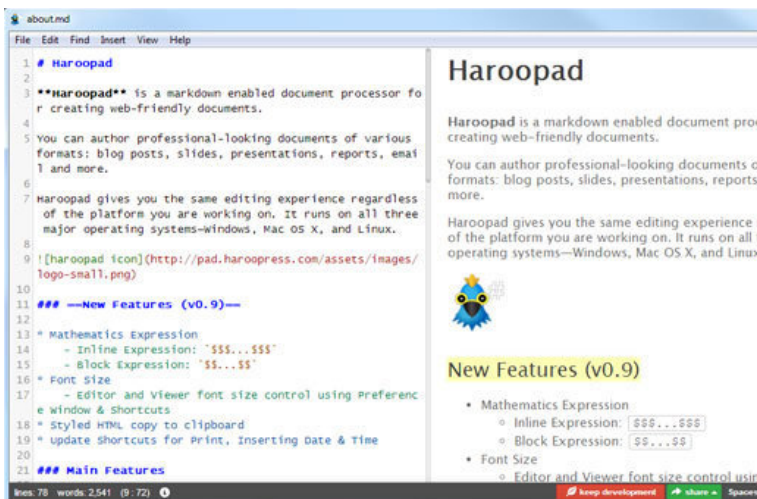 about.md
File Edit Find Insert View Help
1 # Haroopad
2
3 **Haroopad** is a markdown enabled document processor fo
r creating web-friendly documents.
4
5 You can author professional-looking documents of various
formats: blog posts, slides, presentations, reports, emai
l and more.
6
7 Haroopad gives you the same editing experience regardless
of the platform you are working on. It runs on all three
major operating systems—Windows, Mac OS X, and Linux.
8
9 ![haroopad icon](http://pad.haroopress.com/assets/images/
logo-small.png)
10
11 ### ==New Features (v0.9)==
12
13 * Mathematics Expression
14 - Inline Expression: `$$$...$$$`
15 - Block Expression: `$$...$$`
16 * Font Size
17 - Editor and Viewer font size control using Preferenc
e Window & Shortcuts
18 * Styled HTML copy to clipboard
19 * Update Shortcuts for Print, Inserting Date & Time
20
21 ### Main Features
lines: 78 words: 2,541 (9 : 72)
Haroopad
Haroopad is a markdown enabled document pro
creating web-friendly documents.
You can author professional-looking documents o
formats: blog posts, slides, presentations, reports
more.
Haroopad gives you the same editing experience
of the platform you are working on. It runs on all
operating systems—Windows, Mac OS X, and Linux
#
New Features (v0.9)
• Mathematics Expression
◦ Inline Expression: $$$...$$$
◦ Block Expression: $$...$$
• Font Size
◦ Editor and Viewer font size control usin
keep development share Spaces